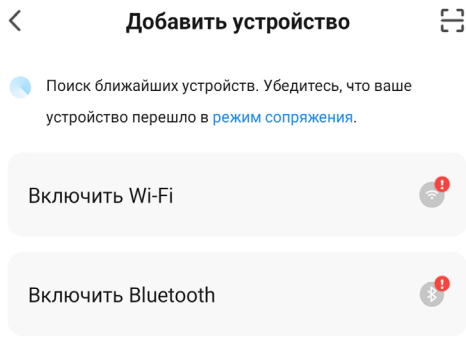 Добавить устройство
Поиск ближайших устройств. Убедитесь, что ваше
устройство перешло в режим сопряжения.
Включить Wi-Fi
Включить Bluetooth